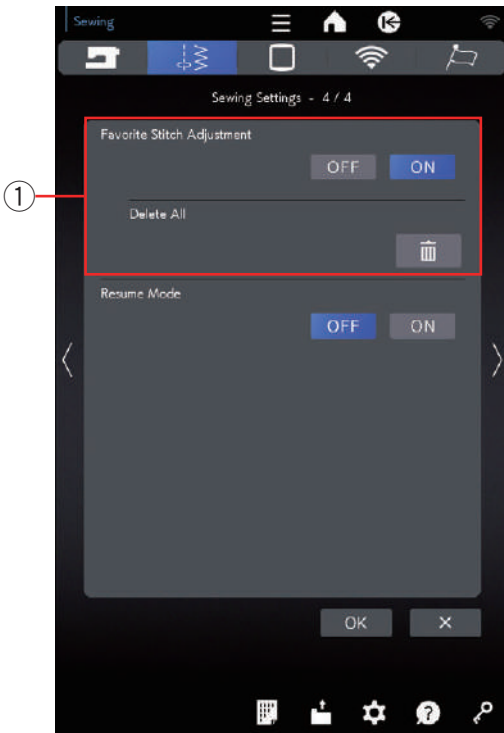 Sewing
Sewing Settings - 4 / 4
Favorite Stitch Adjustment
OFF ON
1
Delete All
Resume Mode
OFF ON
OK